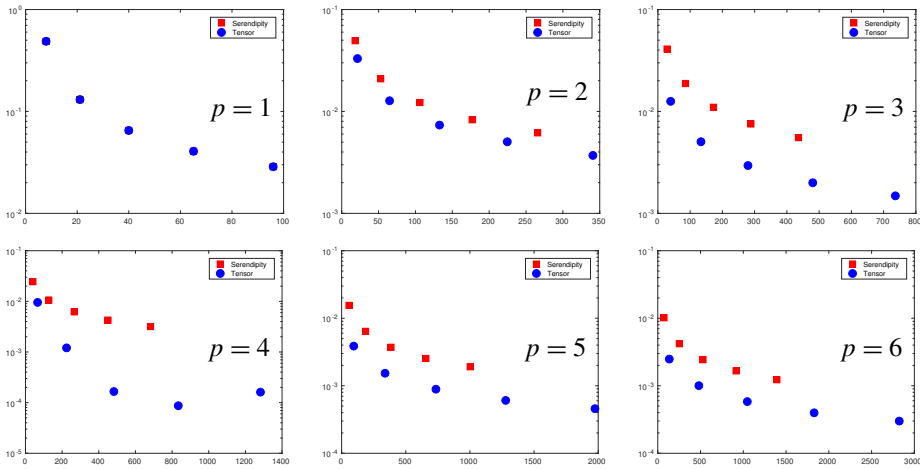 10^0
10^-1
10^-2
0 20 40 60 80 100
Serendipity
Tensor
p = 1
10^-1
10^-2
10^-3
0 50 100 150 200 250 300 350
Serendipity
Tensor
p = 2
10^-1
10^-2
10^-3
0 100 200 300 400 500 600 700 800
Serendipity
Tensor
p = 3
10^-1
10^-2
10^-3
10^-4
10^-5
0 200 400 600 800 1000 1200 1400
Serendipity
Tensor
p = 4
10^-1
10^-2
10^-3
10^-4
0 500 1000 1500 2000
Serendipity
Tensor
p = 5
10^-1
10^-2
10^-3
10^-4
0 500 1000 1500 2000 2500 3000
Serendipity
Tensor
p = 6